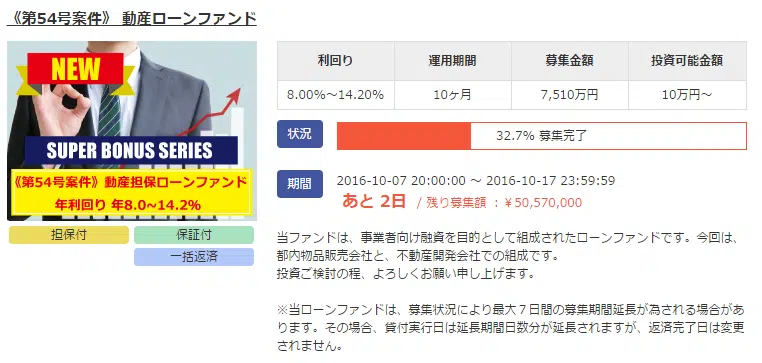 《第54号案件》 動産ローンファンド
NEW
SUPER BONUS SERIES
《第54号案件》動産担保ローンファンド
年利回り 年8.0~14.2%
担保付
保証付
一括返済
利回り 運用期間 募集金額 投資可能金額
8.00%~14.20% 10ヶ月 7,510万円 10万円~
状況 32.7% 募集完了
期間 2016-10-07 20:00:00 ~ 2016-10-17 23:59:59
あと 2日 / 残り募集額 : ¥50,570,000
当ファンドは、事業者向け融資を目的として組成されたローンファンドです。今回は、
都内物品販売会社と、不動産開発会社での組成です。
投資ご検討の程、よろしくお願い申し上げます。
※当ローンファンドは、募集状況により最大7日間の募集期間延長が為される場合があ
ります。その場合、貸付実行日は延長期間日数分が延長されますが、返済完了日は変更
されません。